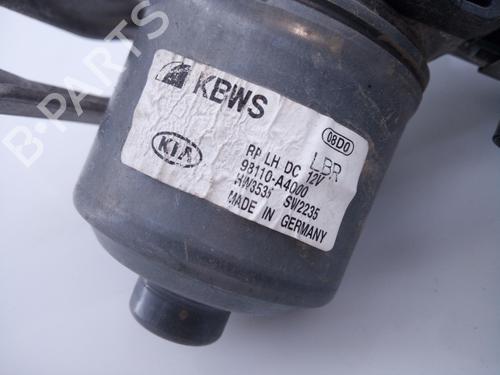 KBWS
08D0
KIA
RP LH DC 12V LBR
98110-A4000
HW3535 SW2235
MADE IN GERMANY
B-PARTS